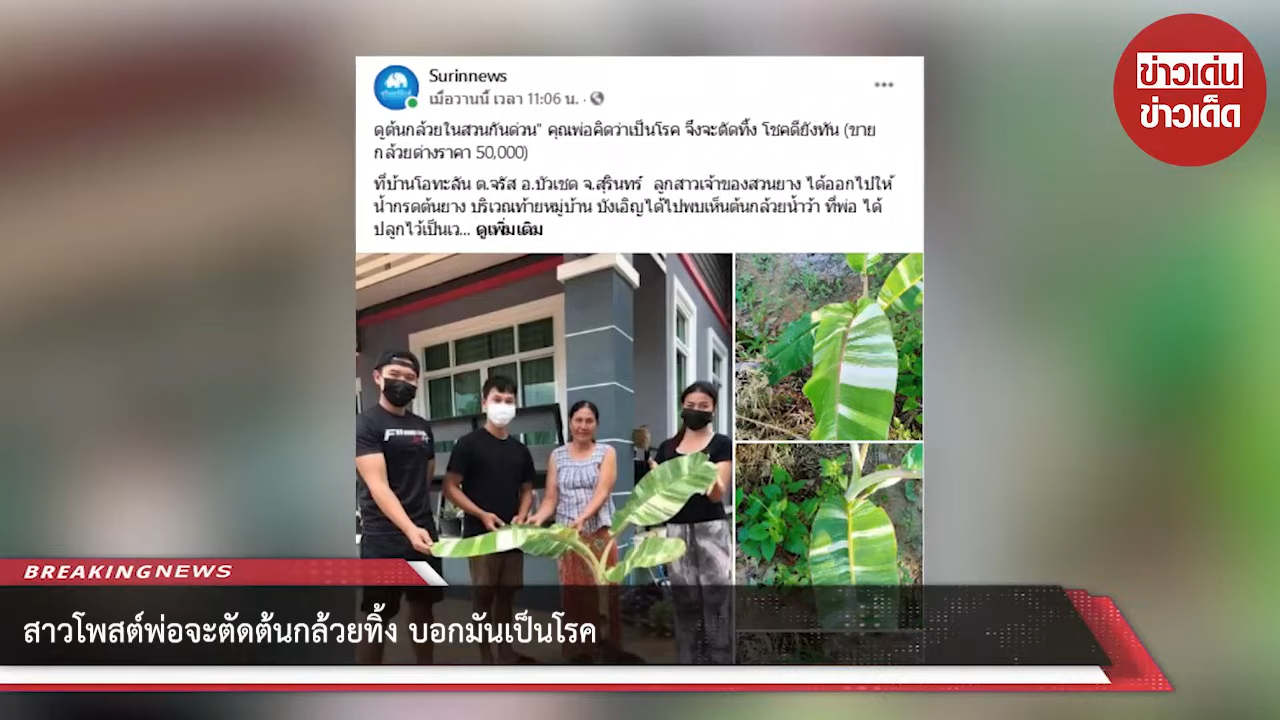 ข่าวเด่น
ข่าวเด็ด
Surinnews
เมื่อวานนี้ เวลา 11:06 น. ·
ดูต้นกล้วยในสวนกันด่วน" คุณพ่อคิดว่าเป็นโรค จึงจะตัดทิ้ง โชคดียังทัน (ขาย
กล้วยด่างราคา 50,000)
ที่บ้านโอทะลัน ต.จรัส อ.บัวเชด จ.สุรินทร์ ลูกสาวเจ้าของสวนยาง ได้ออกไปให้
น้ำกรดต้นยาง บริเวณท้ายหมู่บ้าน บังเอิญได้ไปพบเห็นต้นกล้วยน้ำว้า ที่พ่อ ได้
ปลูกไว้เป็นเว... ดูเพิ่มเติม
BREAKINGNEWS
สาวโพสต์พ่อจะตัดต้นกล้วยทิ้ง บอกมันเป็นโรค